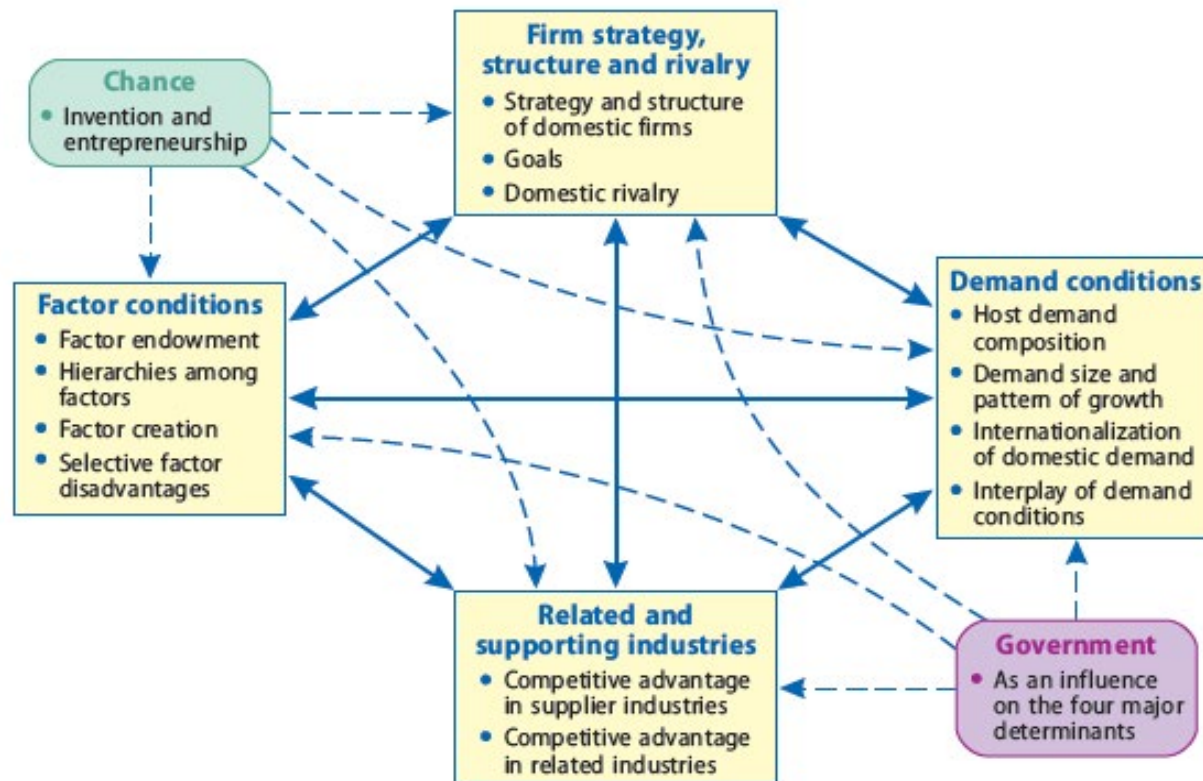 Firm strategy,
structure and rivalry
• Strategy and structure
of domestic firms
• Goals
• Domestic rivalry
Chance
• Invention and
entrepreneurship
Factor conditions
• Factor endowment
• Hierarchies among
factors
• Factor creation
• Selective factor
disadvantages
Demand conditions
• Host demand
composition
• Demand size and
pattern of growth
• Internationalization
of domestic demand
• Interplay of demand
conditions
Related and
supporting industries
• Competitive advantage
in supplier industries
• Competitive advantage
in related industries
Government
• As an influence
on the four major
determinants